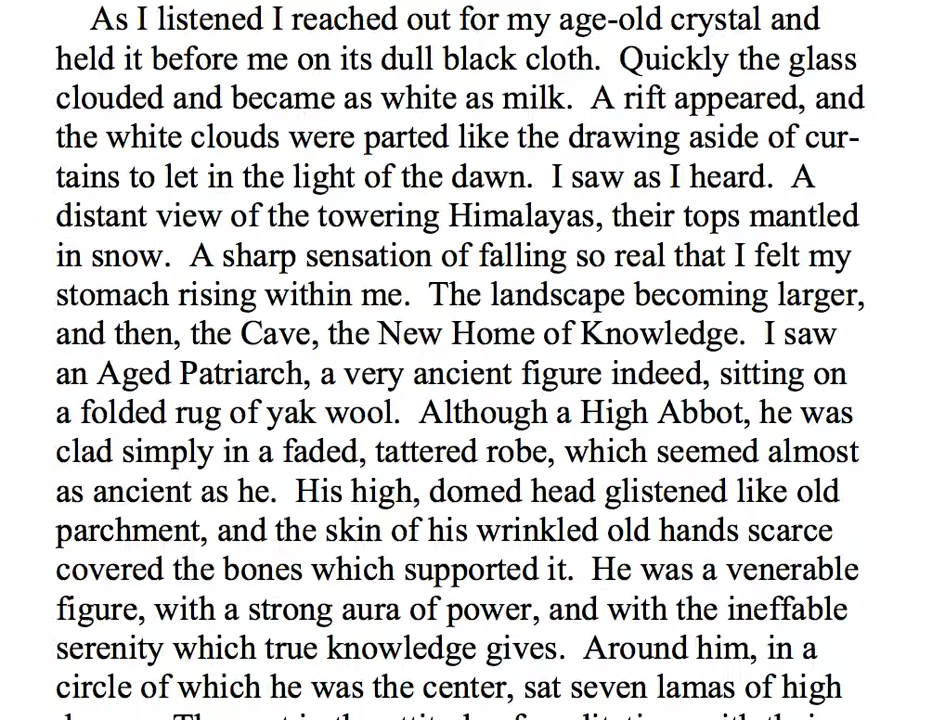 As I listened I reached out for my age-old crystal and
held it before me on its dull black cloth.  Quickly the glass
clouded and became as white as milk.  A rift appeared, and
the white clouds were parted like the drawing aside of cur-
tains to let in the light of the dawn.  I saw as I heard.  A
distant view of the towering Himalayas, their tops mantled
in snow.  A sharp sensation of falling so real that I felt my
stomach rising within me.  The landscape becoming larger,
and then, the Cave, the New Home of Knowledge.  I saw
an Aged Patriarch, a very ancient figure indeed, sitting on
a folded rug of yak wool.  Although a High Abbot, he was
clad simply in a faded, tattered robe, which seemed almost
as ancient as he.  His high, domed head glistened like old
parchment, and the skin of his wrinkled old hands scarce
covered the bones which supported it.  He was a venerable
figure, with a strong aura of power, and with the ineffable
serenity which true knowledge gives.  Around him, in a
circle of which he was the center, sat seven lamas of high